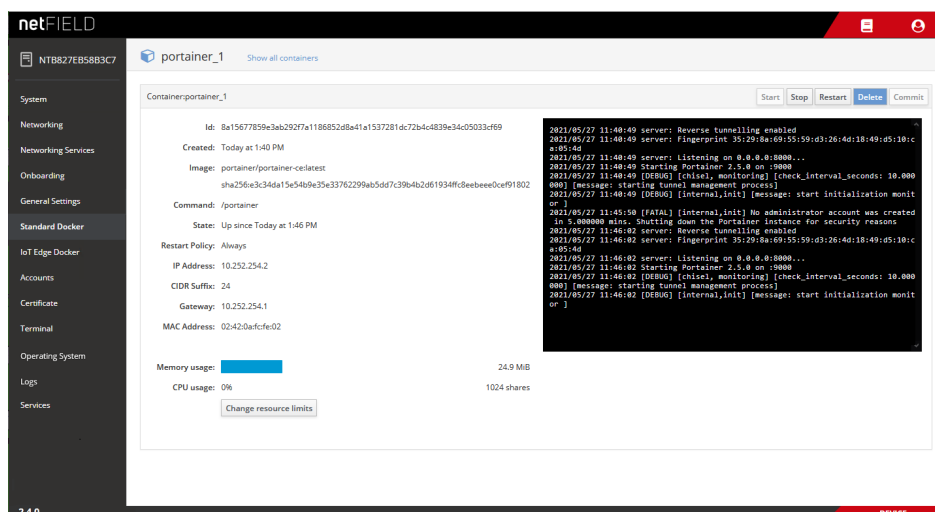 netFIELD
NTB827EB58B3C7
portainer_1
Show all containers
System
Networking
Networking Services
Onboarding
General Settings
Standard Docker
IoT Edge Docker
Accounts
Certificate
Terminal
Operating System
Logs
Services
Container:portainer_1
Start
Stop
Restart
Delete
Commit
Id: 8a15677859e3ab292f7a1186852d8a41a1537281dc72b4c4839e34c05033cf69
Created: Today at 1:40 PM
Image: portainer/portainer-ce:latest
sha256:e3c34da15e54b9e35e33762299ab5dd7c39b4b2d61934ffc8eebeee0cef91802
Command: /portainer
State: Up since Today at 1:46 PM
Restart Policy: Always
IP Address: 10.252.254.2
CIDR Suffix: 24
Gateway: 10.252.254.1
MAC Address: 02:42:0a:fc:fe:02
Memory usage: 24.9 MiB
CPU usage: 0% 1024 shares
Change resource limits
2021/05/27 11:40:49 server: Reverse tunnelling enabled
2021/05/27 11:40:49 server: Fingerprint 35:29:8a:69:55:59:d3:26:4d:18:49:d5:10:c
a:05:4d
2021/05/27 11:40:49 server: Listening on 0.0.0.0:8000...
2021/05/27 11:40:49 Starting Portainer 2.5.0 on :9000
2021/05/27 11:40:49 [DEBUG] [chisel, monitoring] [check_interval_seconds: 10.000
000] [message: starting tunnel management process]
2021/05/27 11:40:49 [DEBUG] [internal,init] [message: start initialization monit
or ]
2021/05/27 11:45:50 [FATAL] [internal,init] No administrator account was created
in 5.000000 mins. Shutting down the Portainer instance for security reasons
2021/05/27 11:46:02 server: Reverse tunnelling enabled
2021/05/27 11:46:02 server: Fingerprint 35:29:8a:69:55:59:d3:26:4d:18:49:d5:10:c
a:05:4d
2021/05/27 11:46:02 server: Listening on 0.0.0.0:8000...
2021/05/27 11:46:02 Starting Portainer 2.5.0 on :9000
2021/05/27 11:46:02 [DEBUG] [chisel, monitoring] [check_interval_seconds: 10.000
000] [message: starting tunnel management process]
2021/05/27 11:46:02 [DEBUG] [internal,init] [message: start initialization monit
or ]